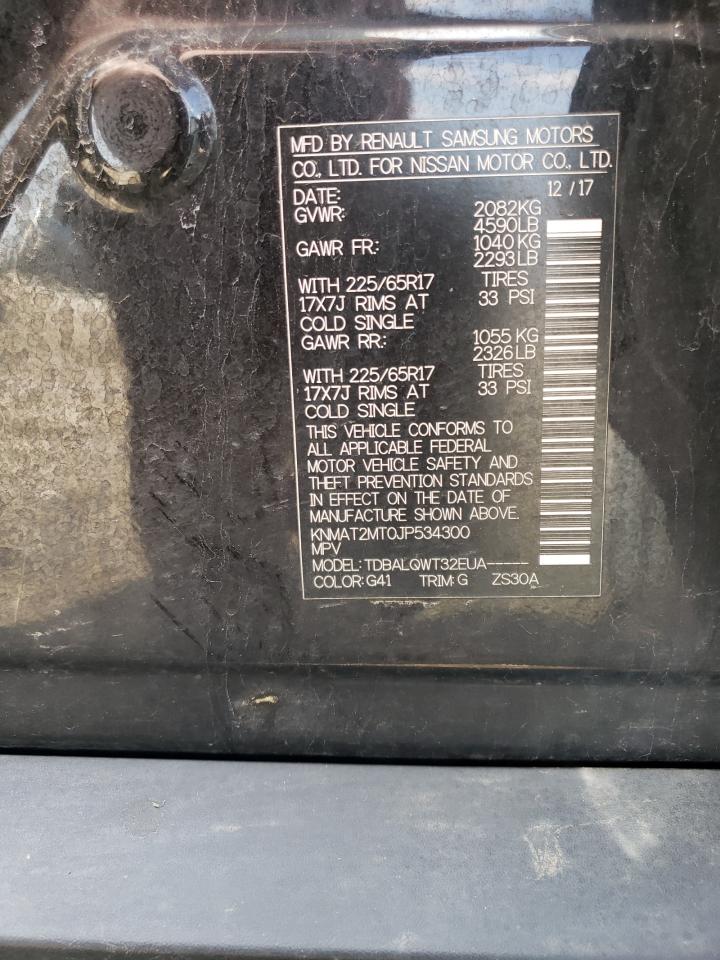 MFD BY RENAULT SAMSUNG MOTORS
CO., LTD. FOR NISSAN MOTOR CO., LTD.
DATE: 12 / 17
GVWR: 2082KG
4590LB
GAWR FR: 1040 KG
2293LB
WITH 225/65R17 TIRES
17X7J RIMS AT 33 PSI
COLD SINGLE
GAWR RR: 1055 KG
2326LB
WITH 225/65R17 TIRES
17X7J RIMS AT 33 PSI
COLD SINGLE
THIS VEHICLE CONFORMS TO
ALL APPLICABLE FEDERAL
MOTOR VEHICLE SAFETY AND
THEFT PREVENTION STANDARDS
IN EFFECT ON THE DATE OF
MANUFACTURE SHOWN ABOVE.
KNMAT2MT0JP534300
MPV
MODEL: TDBALQWT32EUA-----
COLOR: G41 TRIM: G ZS30A